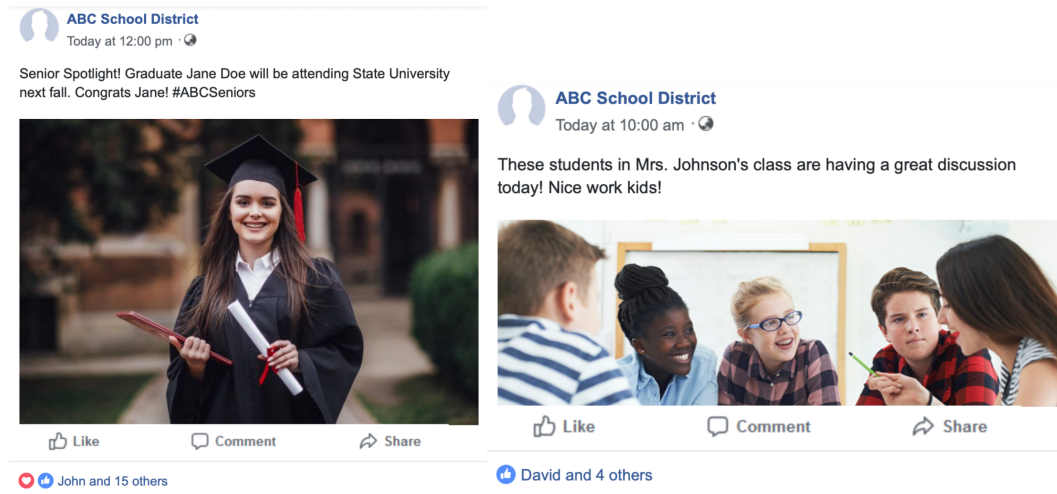 ABC School District
Today at 12:00 pm ·
Senior Spotlight! Graduate Jane Doe will be attending State University
next fall. Congrats Jane! #ABCSeniors
Like
Comment
Share
John and 15 others
ABC School District
Today at 10:00 am ·
These students in Mrs. Johnson's class are having a great discussion
today! Nice work kids!
Like
Comment
Share
David and 4 others